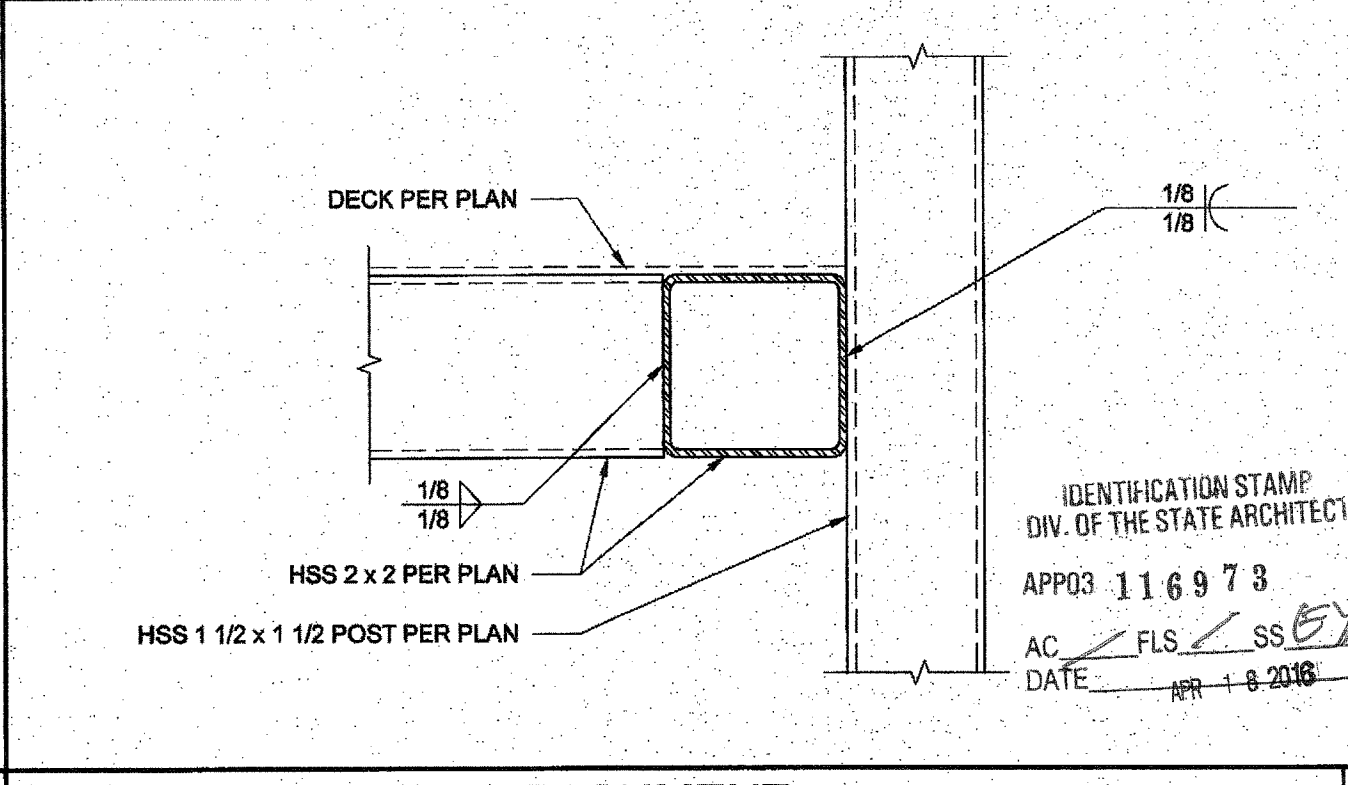 DECK PER PLAN
1/8
1/8
1/8
1/8
HSS 2 x 2 PER PLAN
HSS 1 1/2 x 1 1/2 POST PER PLAN
IDENTIFICATION STAMP
DIV. OF THE STATE ARCHITECT
APP03 116973
AC FLS SS
DATE APR 18 2016